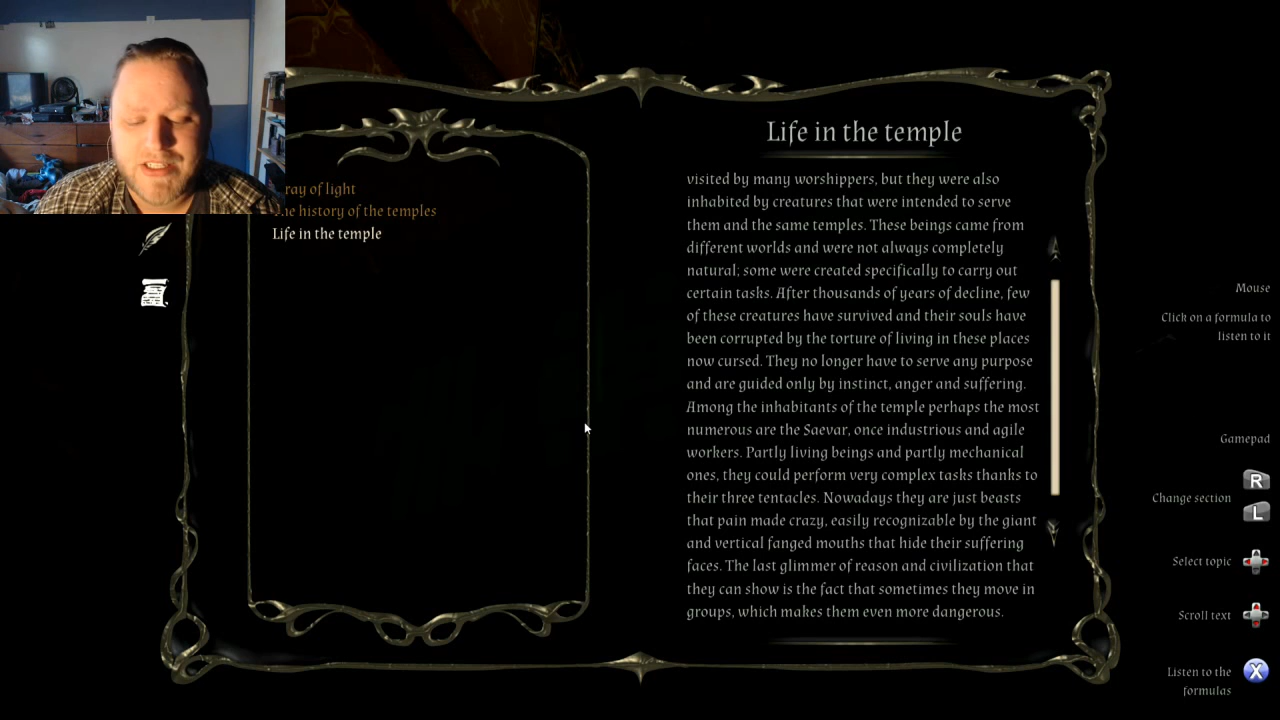 ray of light
he history of the temples
Life in the temple
Life in the temple
visited by many worshippers, but they were also
inhabited by creatures that were intended to serve
them and the same temples. These beings came from
different worlds and were not always completely
natural; some were created specifically to carry out
certain tasks. After thousands of years of decline, few
of these creatures have survived and their souls have
been corrupted by the torture of living in these places
now cursed. They no longer have to serve any purpose
and are guided only by instinct, anger and suffering.
Among the inhabitants of the temple perhaps the most
numerous are the Saevar, once industrious and agile
workers. Partly living beings and partly mechanical
ones, they could perform very complex tasks thanks to
their three tentacles. Nowadays they are just beasts
that pain made crazy, easily recognizable by the giant
and vertical fanged mouths that hide their suffering
faces. The last glimmer of reason and civilization that
they can show is the fact that sometimes they move in
groups, which makes them even more dangerous.
Mouse
Click on a formula to
listen to it
Gamepad
R
Change section
L
Select topic
Scroll text
Listen to the
formulas
X